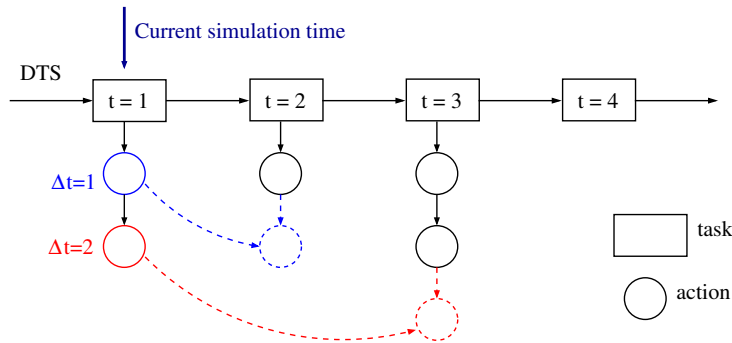 Current simulation time
DTS
t = 1
t = 2
t = 3
t = 4
Δt=1
Δt=2
task
action